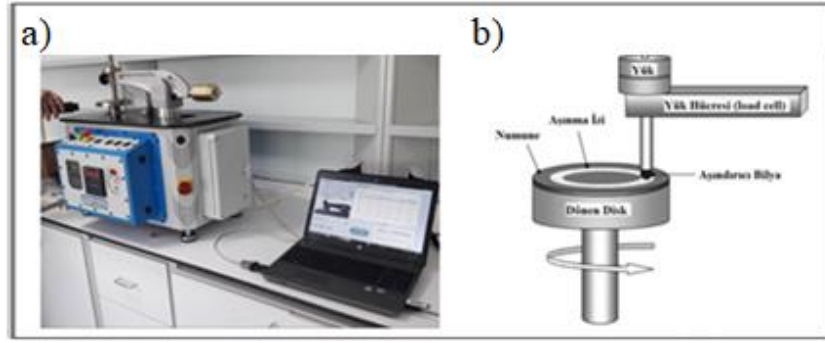 a)
b)
Yük
Yük Hücresi (load cell)
Aşınma İzi
Numune
Aşındırıcı Bilya
Dönen Disk